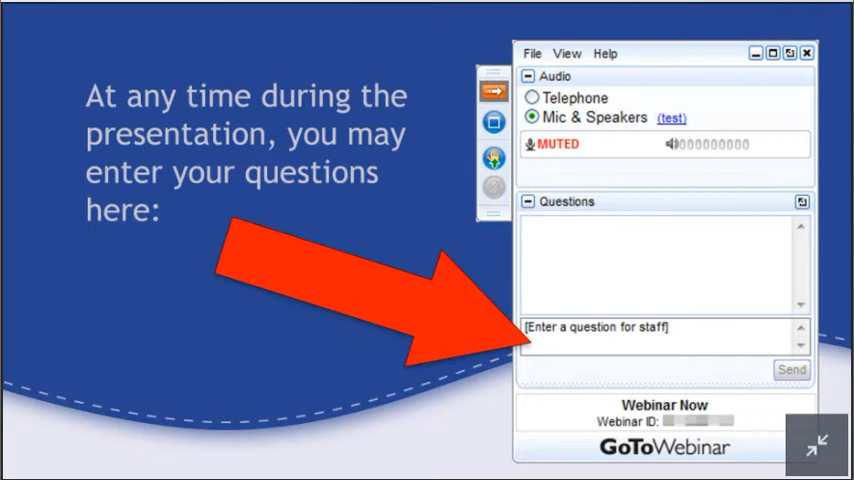 At any time during the
presentation, you may
enter your questions
here:
File View Help
Audio
Telephone
Mic & Speakers (test)
MUTED
Questions
[Enter a question for staff]
Send
Webinar Now
Webinar ID:
GoToWebinar